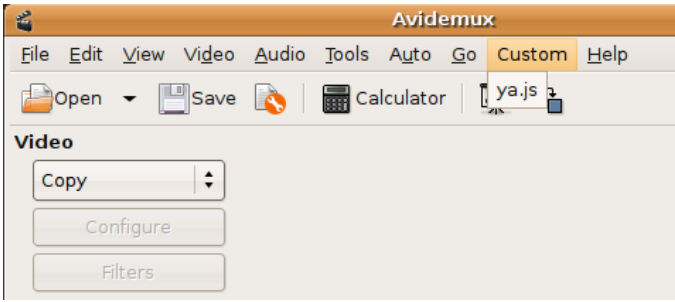 Avidemux
File Edit View Video Audio Tools Auto Go Custom Help
Open Save Calculator ya.js
Video
Copy
Configure
Filters